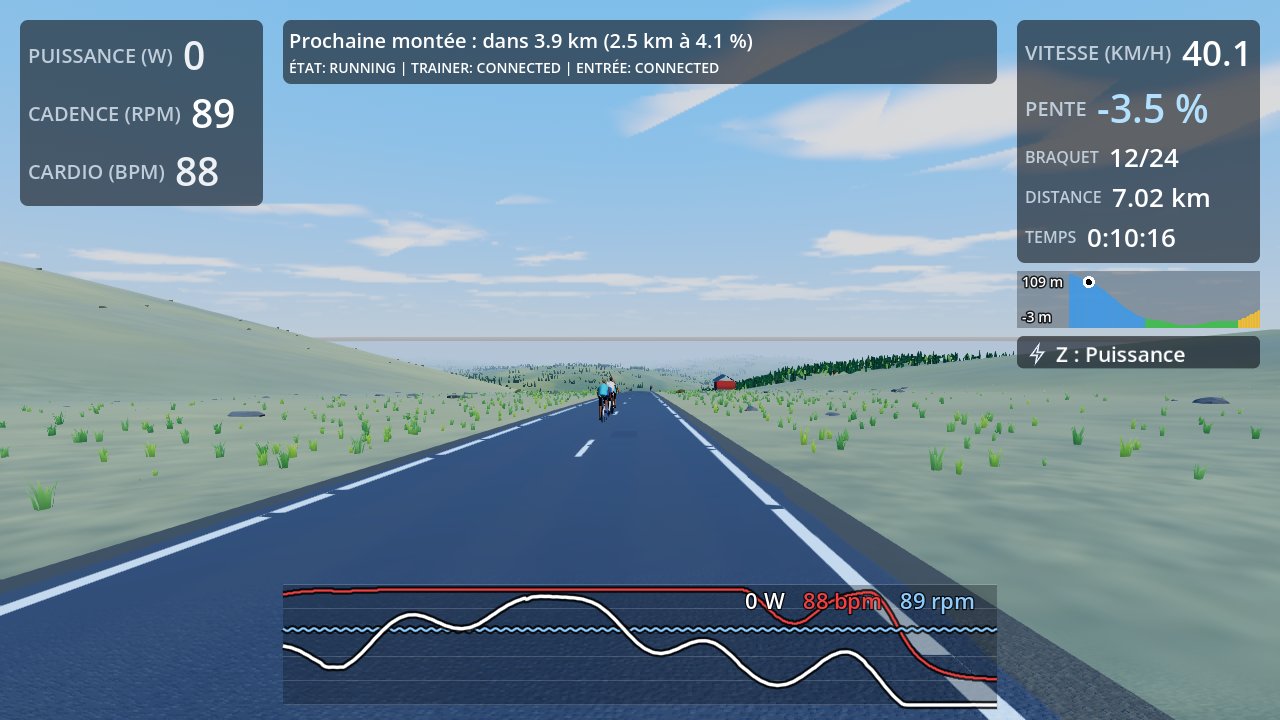 PUISSANCE (W) 0
CADENCE (RPM) 89
CARDIO (BPM) 88
Prochaine montée : dans 3.9 km (2.5 km à 4.1 %)
ÉTAT: RUNNING | TRAINER: CONNECTED | ENTRÉE: CONNECTED
VITESSE (KM/H) 40.1
PENTE -3.5 %
BRAQUET 12/24
DISTANCE 7.02 km
TEMPS 0:10:16
109 m
-3 m
Z : Puissance
0 W 88 bpm 89 rpm